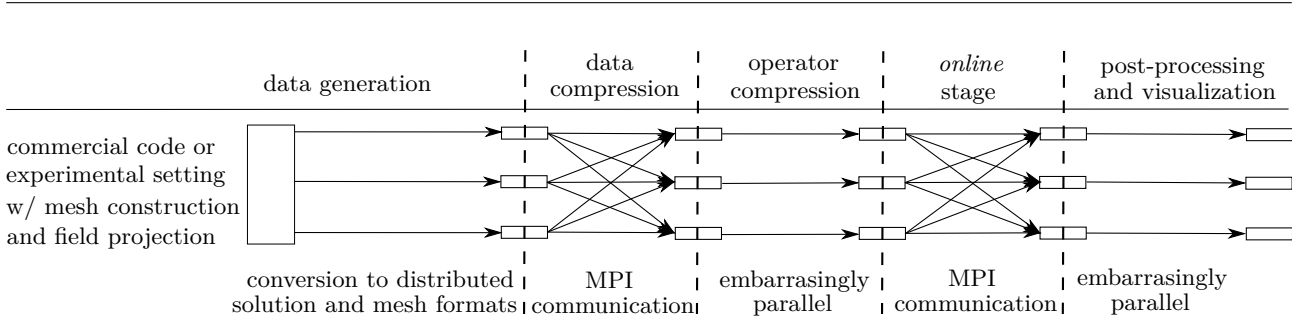 data generation
data
compression
operator
compression
online
stage
post-processing
and visualization
commercial code or
experimental setting
w/ mesh construction
and field projection
conversion to distributed
solution and mesh formats
MPI
communication
embarrasingly
parallel
MPI
communication
embarrasingly
parallel